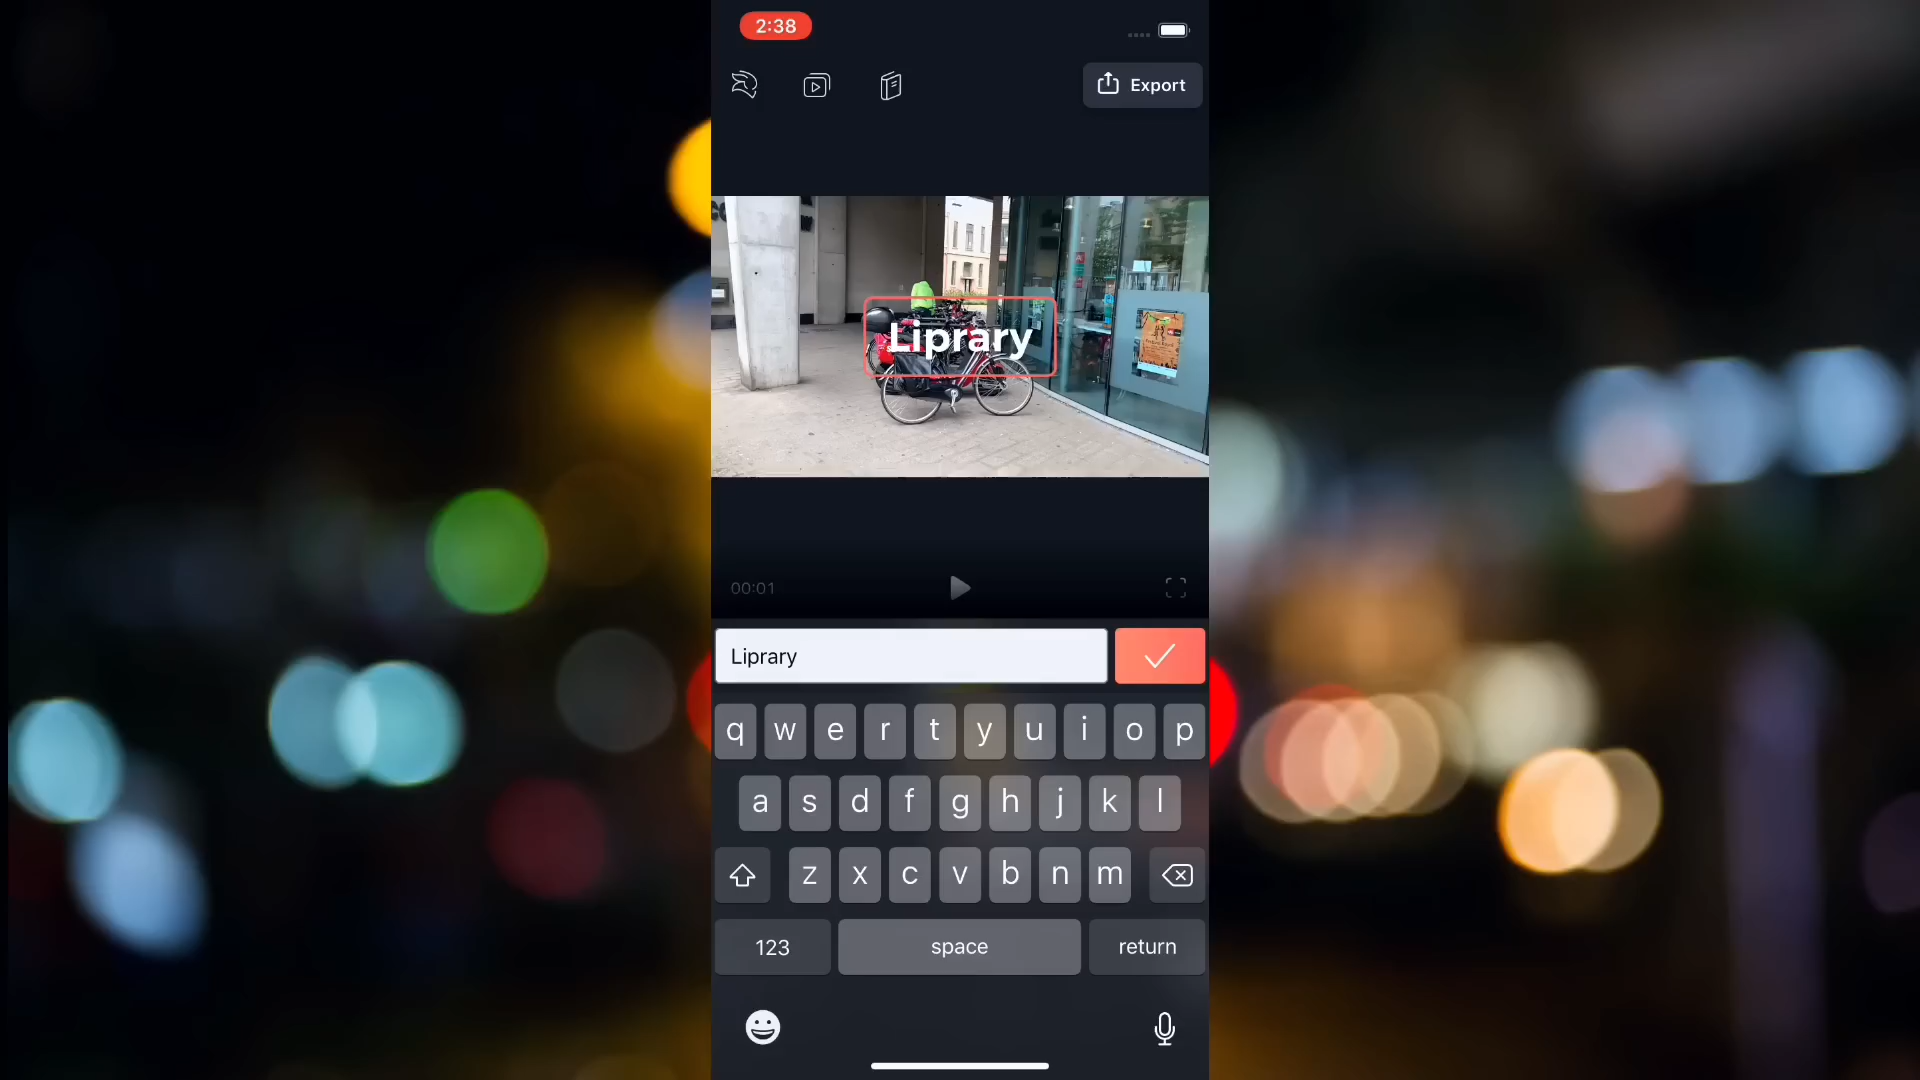 2:38
Export
Liprary
00:01
Liprary
q w e r t y u i o p
a s d f g h j k l
z x c v b n m
123 space return